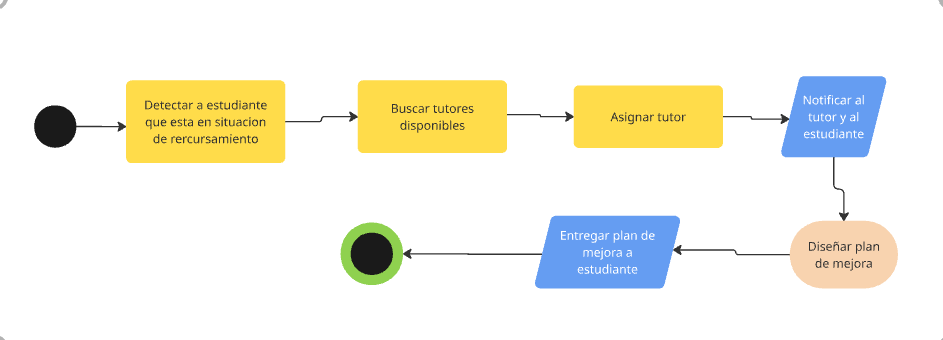 Detectar a estudiante
que esta en situacion
de rercursamiento
Buscar tutores
disponibles
Asignar tutor
Notificar al
tutor y al
estudiante
Diseñar plan
de mejora
Entregar plan de
mejora a
estudiante